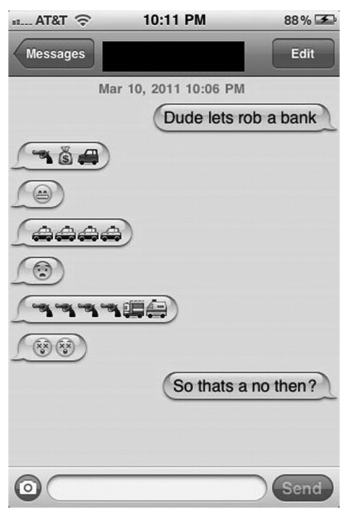 AT&T 10:11 PM 88%
Messages Edit
Mar 10, 2011 10:06 PM
Dude lets rob a bank
So thats a no then?
Send